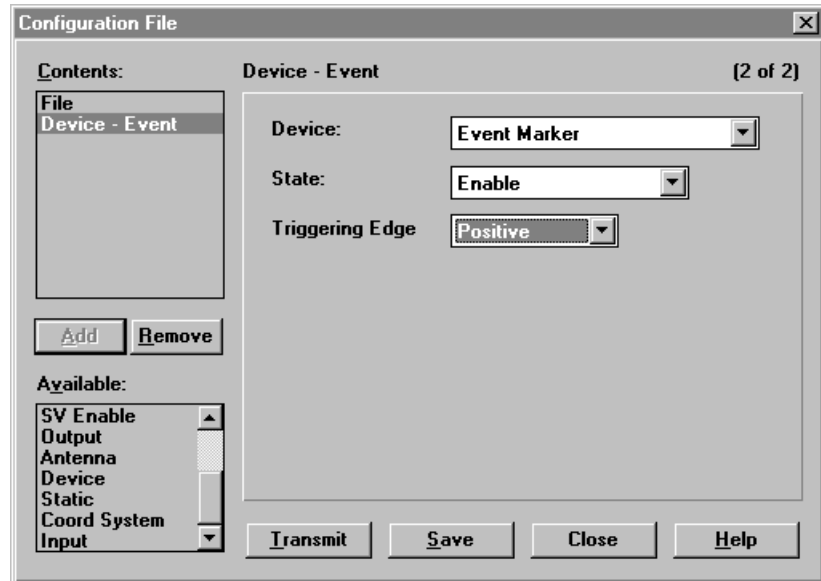 Configuration File
Contents:
File
Device - Event
Add
Remove
Available:
SV Enable
Output
Antenna
Device
Static
Coord System
Input
Device - Event
(2 of 2)
Device:
Event Marker
State:
Enable
Triggering Edge
Positive
Transmit
Save
Close
Help